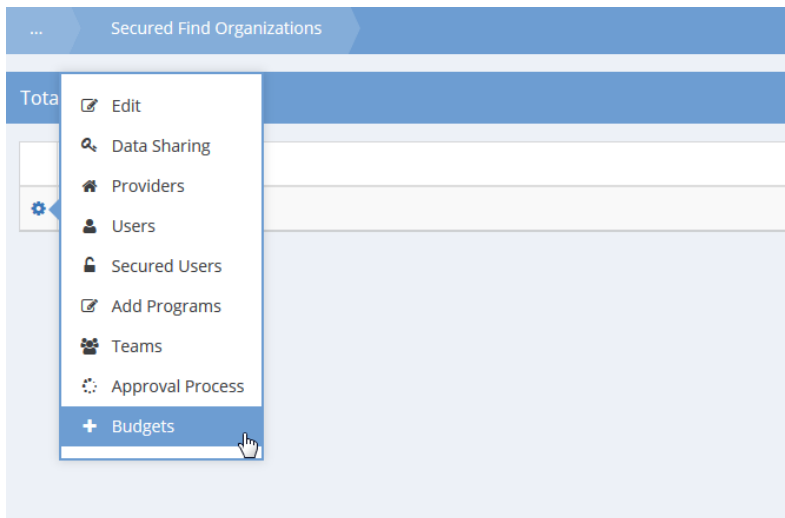 ... Secured Find Organizations
Tota
Edit
Data Sharing
Providers
Users
Secured Users
Add Programs
Teams
Approval Process
Budgets